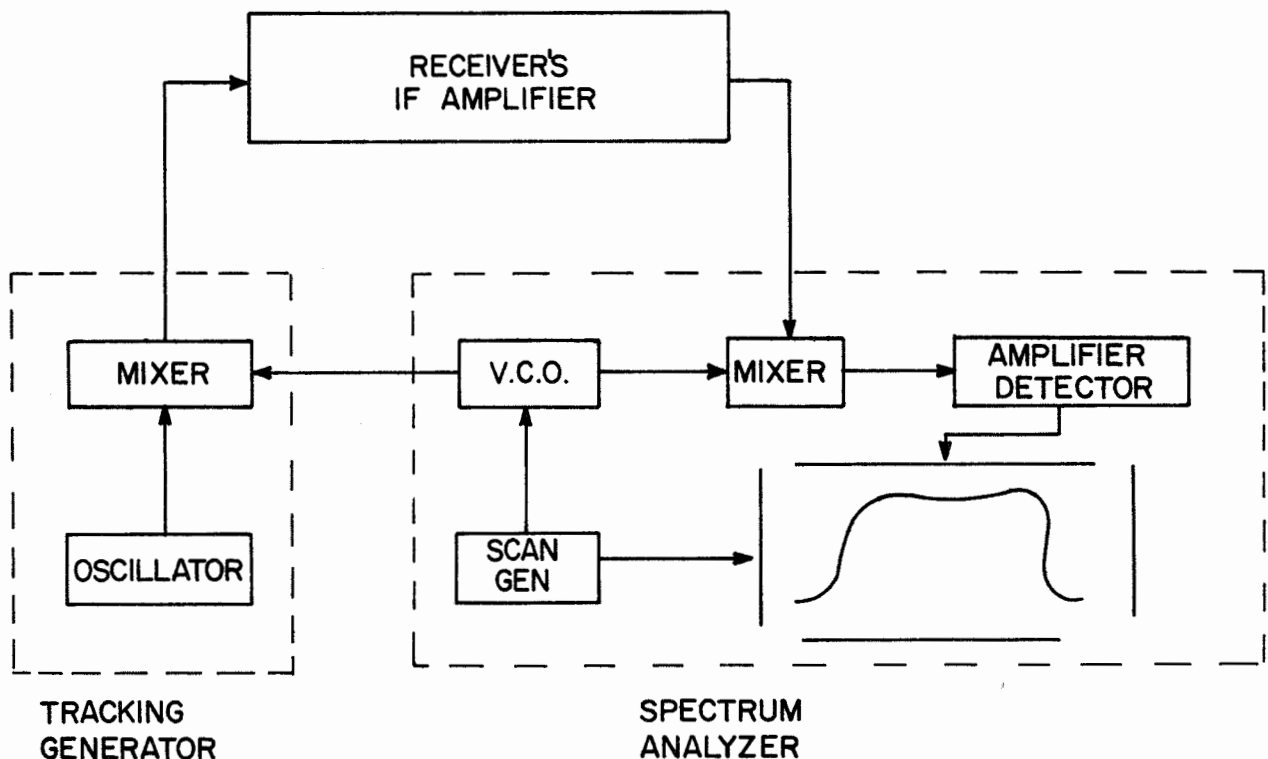 RECEIVER'S
IF AMPLIFIER
MIXER
V.C.O.
MIXER
AMPLIFIER
DETECTOR
OSCILLATOR
SCAN
GEN
TRACKING
GENERATOR
SPECTRUM
ANALYZER